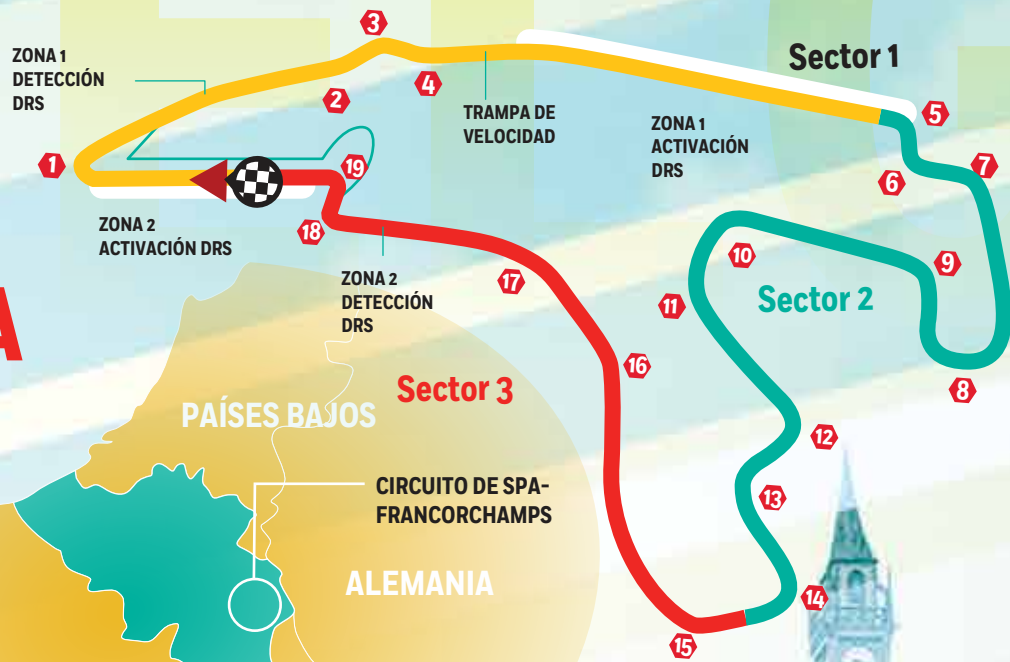 ZONA 1
DETECCIÓN
DRS
3
Sector 1
2
4
TRAMPA DE
VELOCIDAD
5
ZONA 1
ACTIVACIÓN
DRS
1
19
6
7
ZONA 2
ACTIVACIÓN DRS
18
10
9
ZONA 2
DETECCIÓN
DRS
17
11
Sector 2
A
16
8
Sector 3
PAÍSES BAJOS
12
CIRCUITO DE SPA-
FRANCORCHAMPS
13
ALEMANIA
14
15